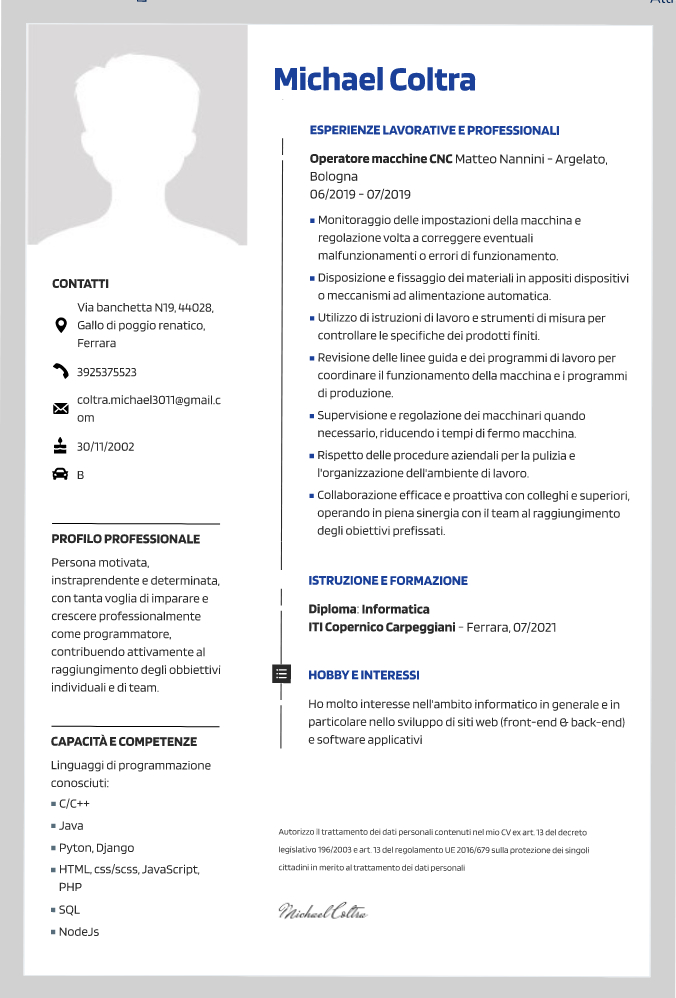 Michael Coltra
CONTATTI
Via banchetta N19, 44028,
Gallo di poggio renatico,
Ferrara
3925375523
coltra.michael3011@gmail.c
om
30/11/2002
B
PROFILO PROFESSIONALE
Persona motivata,
instraprendente e determinata,
con tanta voglia di imparare e
crescere professionalmente
come programmatore,
contribuendo attivamente al
raggiungimento degli obbiettivi
individuali e di team.
CAPACITÀ E COMPETENZE
Linguaggi di programmazione
conosciuti:
C/C++
Java
Pyton, Django
HTML, css/scss, JavaScript,
PHP
SQL
NodeJs
ESPERIENZE LAVORATIVE E PROFESSIONALI
Operatore macchine CNC Matteo Nannini - Argelato,
Bologna
06/2019 - 07/2019
Monitoraggio delle impostazioni della macchina e
regolazione volta a correggere eventuali
malfunzionamenti o errori di funzionamento.
Disposizione e fissaggio dei materiali in appositi dispositivi
o meccanismi ad alimentazione automatica.
Utilizzo di istruzioni di lavoro e strumenti di misura per
controllare le specifiche dei prodotti finiti.
Revisione delle linee guida e dei programmi di lavoro per
coordinare il funzionamento della macchina e i programmi
di produzione.
Supervisione e regolazione dei macchinari quando
necessario, riducendo i tempi di fermo macchina.
Rispetto delle procedure aziendali per la pulizia e
l'organizzazione dell'ambiente di lavoro.
Collaborazione efficace e proattiva con colleghi e superiori,
operando in piena sinergia con il team al raggiungimento
degli obiettivi prefissati.
ISTRUZIONE E FORMAZIONE
Diploma: Informatica
ITI Copernico Carpeggiani - Ferrara, 07/2021
HOBBY E INTERESSI
Ho molto interesse nell'ambito informatico in generale e in
particolare nello sviluppo di siti web (front-end & back-end)
e software applicativi
Autorizzo il trattamento dei dati personali contenuti nel mio CV ex art. 13 del decreto
legislativo 196/2003 e art. 13 del regolamento UE 2016/679 sulla protezione dei singoli
cittadini in merito al trattamento dei dati personali
Michael Coltra